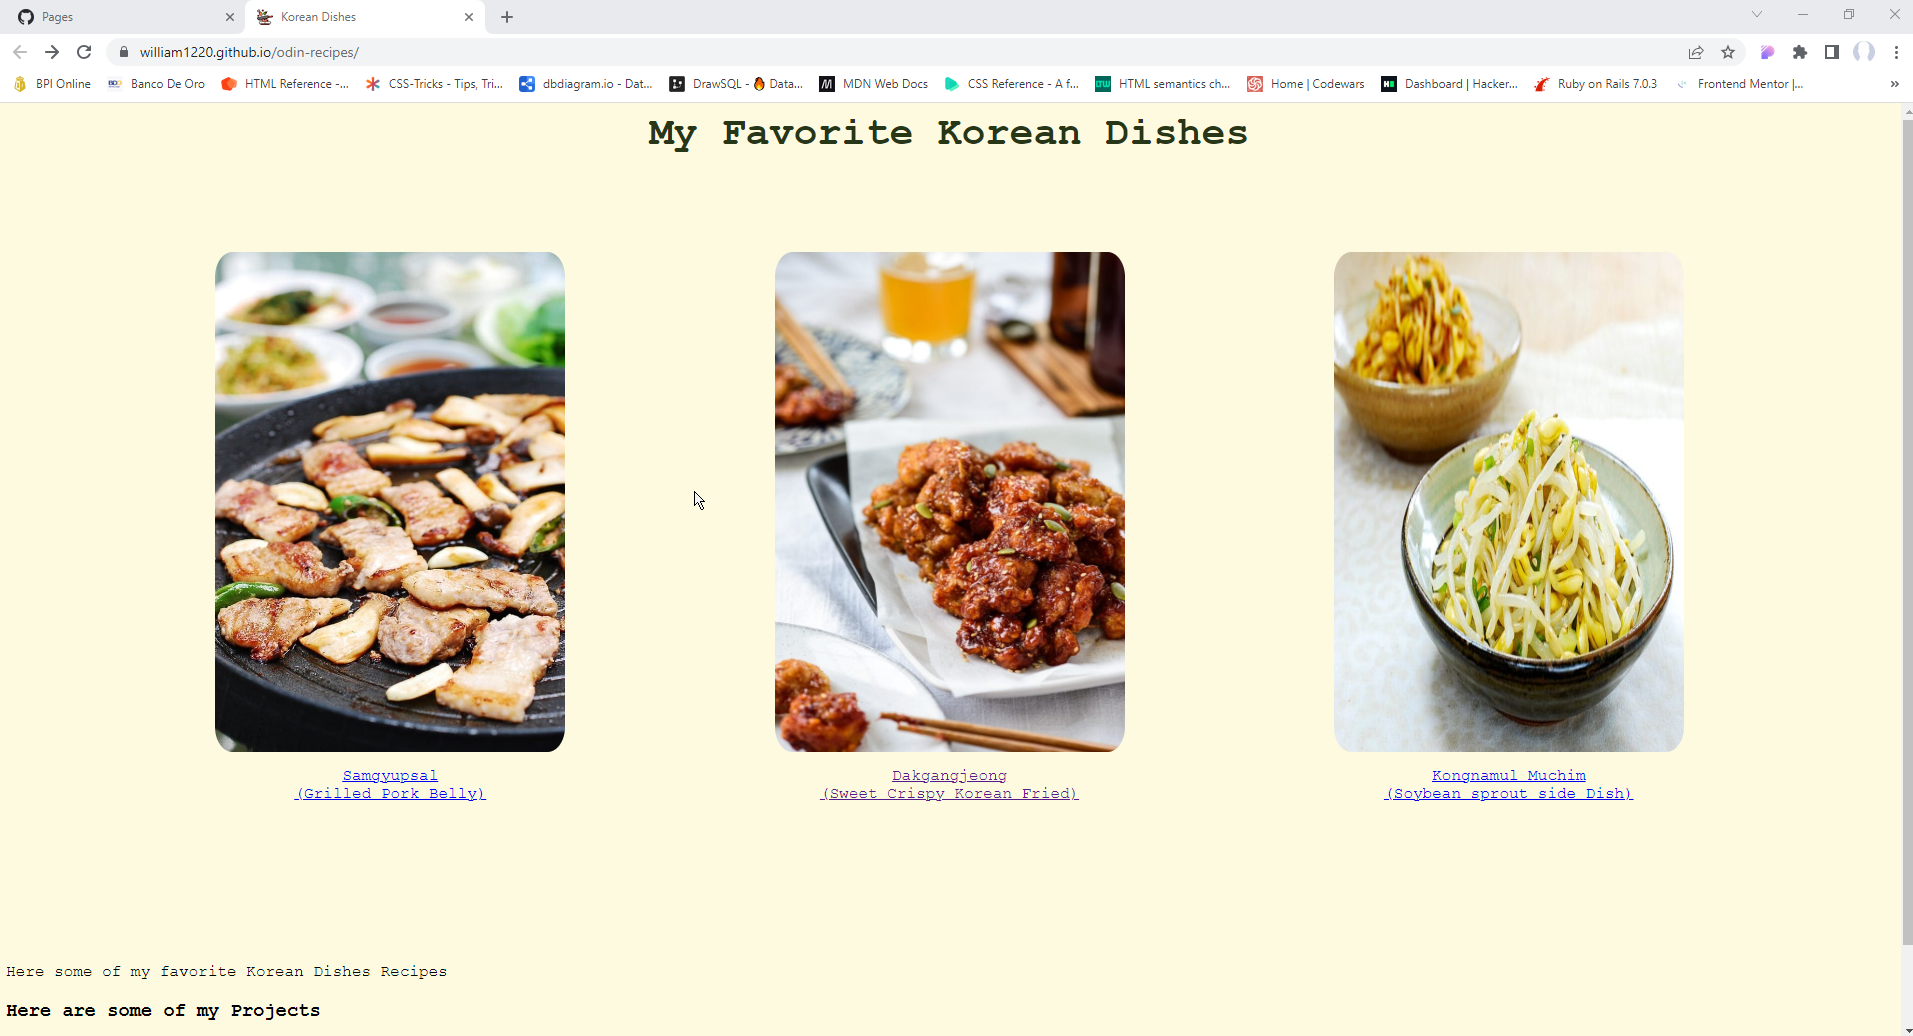 Pages
Korean Dishes
william1220.github.io/odin-recipes/
BPI Online
Banco De Oro
HTML Reference -...
CSS-Tricks - Tips, Tri...
dbdiagram.io - Dat...
DrawSQL - 🔥 Data...
MDN Web Docs
CSS Reference - A f...
HTML semantics ch...
Home | Codewars
Dashboard | Hacker...
Ruby on Rails 7.0.3
Frontend Mentor |...
My Favorite Korean Dishes
Samgyupsal
(Grilled Pork Belly)
Dakgangjeong
(Sweet Crispy Korean Fried)
Kongnamul Muchim
(Soybean sprout side Dish)
Here some of my favorite Korean Dishes Recipes
Here are some of my Projects